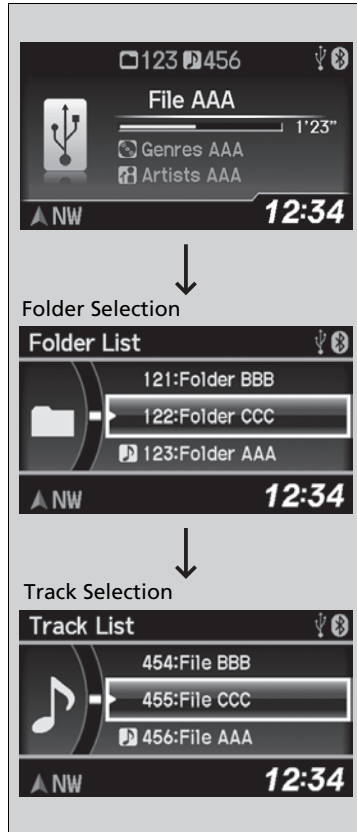 123 456
File AAA
1'23"
Genres AAA
Artists AAA
NW 12:34
Folder Selection
Folder List
121:Folder BBB
122:Folder CCC
123:Folder AAA
NW 12:34
Track Selection
Track List
454:File BBB
455:File CCC
456:File AAA
NW 12:34